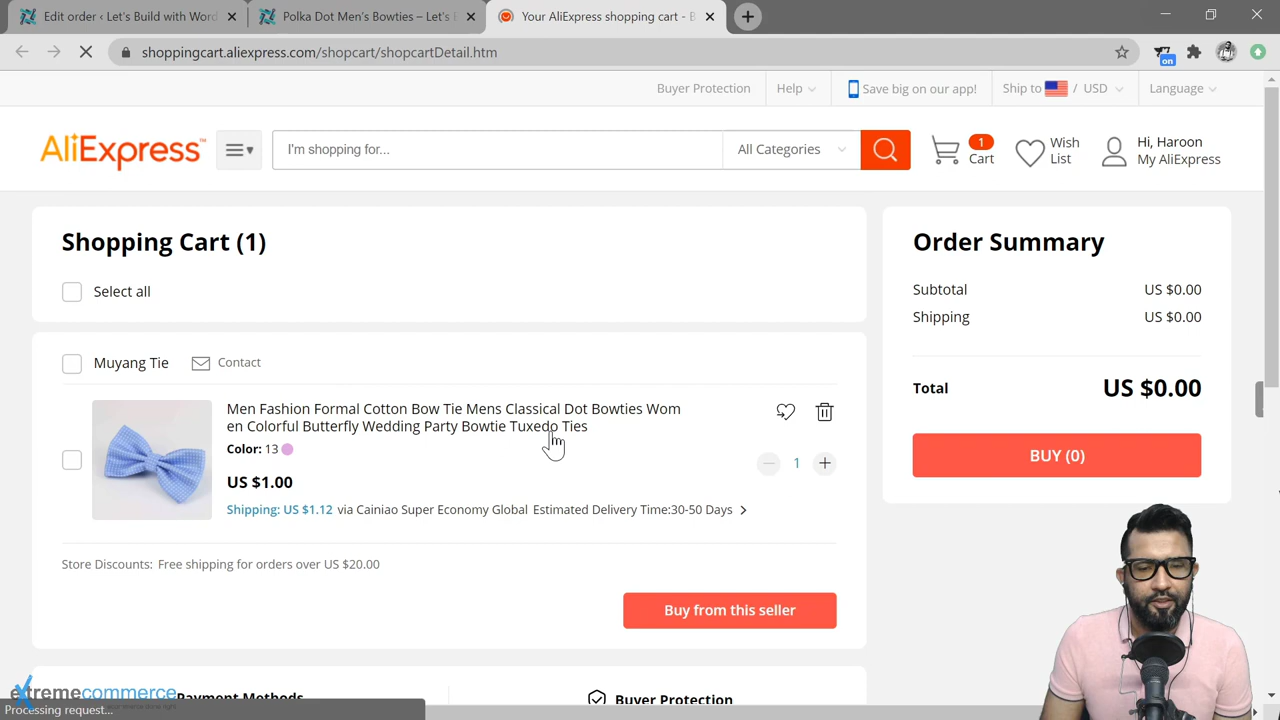 Edit order ‹ Let's Build with Word
Polka Dot Men's Bowties – Let's
Your AliExpress shopping cart - B
shoppingcart.aliexpress.com/shopcart/shopcartDetail.htm
on
Buyer Protection
Help
Save big on our app!
Ship to / USD
Language
AliExpress™
I'm shopping for...
All Categories
1
Cart
Wish
List
Hi, Haroon
My AliExpress
Shopping Cart (1)
Select all
Muyang Tie
Contact
Men Fashion Formal Cotton Bow Tie Mens Classical Dot Bowties Wom
en Colorful Butterfly Wedding Party Bowtie Tuxedo Ties
Color: 13
US $1.00
1
Shipping: US $1.12 via Cainiao Super Economy Global Estimated Delivery Time:30-50 Days
Store Discounts: Free shipping for orders over US $20.00
Buy from this seller
Order Summary
Subtotal US $0.00
Shipping US $0.00
Total US $0.00
BUY (0)
Payment Methods
Buyer Protection
extremecommerce
Processing request...